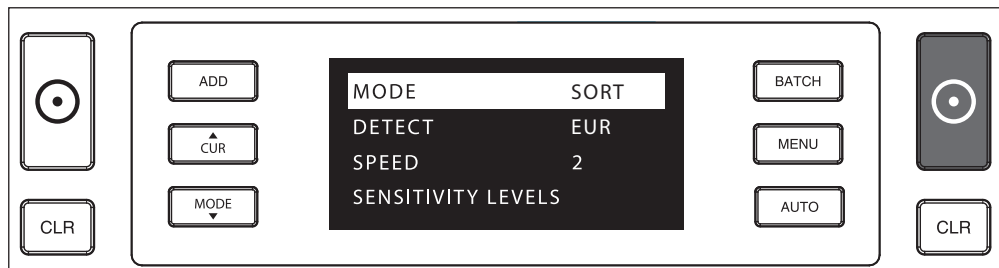 ADD
CUR
MODE
CLR
MODE SORT
DETECT EUR
SPEED 2
SENSITIVITY LEVELS
BATCH
MENU
AUTO
CLR